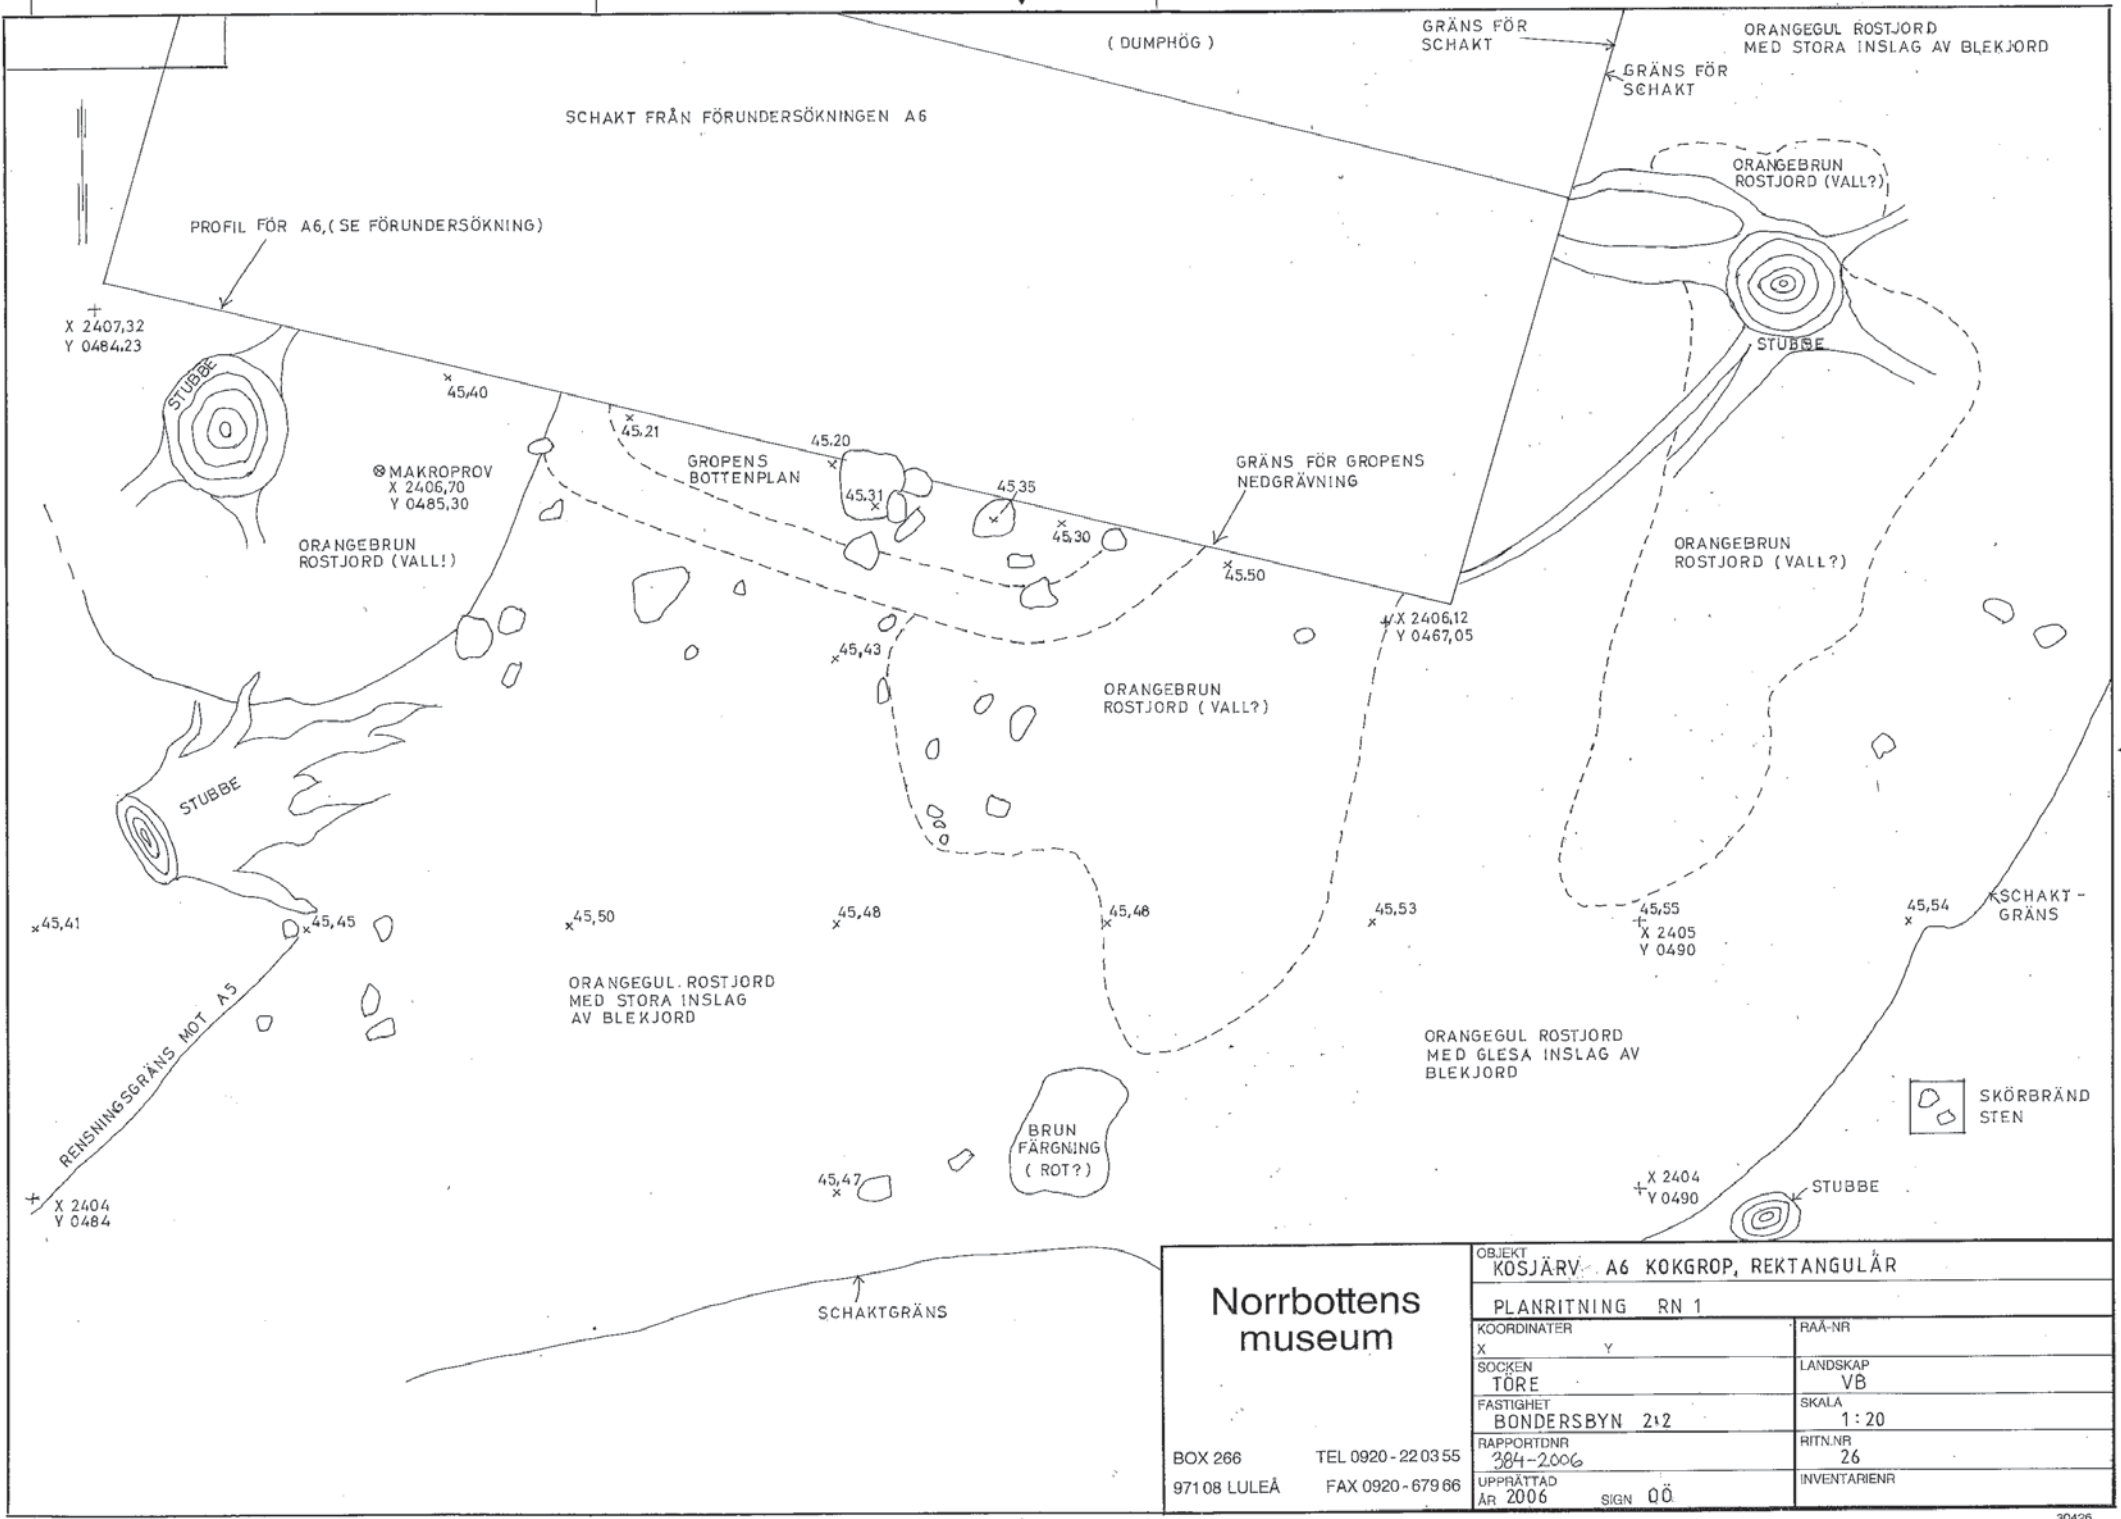 ( DUMPHÖG )
GRÄNS FÖR
SCHAKT
ORANGEGUL ROSTJORD
MED STORA INSLAG AV BLEKJORD
GRÄNS FÖR
SCHAKT
SCHAKT FRÅN FÖRUNDERSÖKNINGEN A6
ORANGEBRUN
ROSTJORD (VALL?)
PROFIL FÖR A6,(SE FÖRUNDERSÖKNING)
X 2407,32
Y 0484,23
STUBBE
STUBBE
45,40
45,21
45,20
GROPENS
BOTTENPLAN
45,31
45,35
45,30
GRÄNS FÖR GROPENS
NEDGRÄVNING
MAKROPROV
X 2406,70
Y 0485,30
ORANGEBRUN
ROSTJORD (VALL!)
45,50
ORANGEBRUN
ROSTJORD (VALL?)
X 2406,12
Y 0467,05
45,43
ORANGEBRUN
ROSTJORD ( VALL?)
STUBBE
45,41
45,45
45,50
45,48
45,48
45,53
45,55
X 2405
Y 0490
45,54
SCHAKT-
GRÄNS
ORANGEGUL ROSTJORD
MED STORA INSLAG
AV BLEKJORD
RENSNINGSGRÄNS MOT A5
ORANGEGUL ROSTJORD
MED GLESA INSLAG AV
BLEKJORD
SKÖRBRÄND
STEN
BRUN
FÄRGNING
( ROT?)
45,47
X 2404
Y 0484
X 2404
Y 0490
STUBBE
SCHAKTGRÄNS
Norrbottens
museum
BOX 266 TEL 0920-220355
97108 LULEÅ FAX 0920-67966
OBJEKT
KOSJÄRV A6 KOKGROP, REKTANGULÄR
PLANRITNING RN 1
KOORDINATER
X Y
RAÄ-NR
SOCKEN
TÖRE
LANDSKAP
VB
FASTIGHET
BONDERSBYN 2:2
SKALA
1:20
RAPPORTDNR
384-2006
RITN.NR
26
UPPRÄTTAD
ÅR 2006 SIGN OÖ
INVENTARIENR